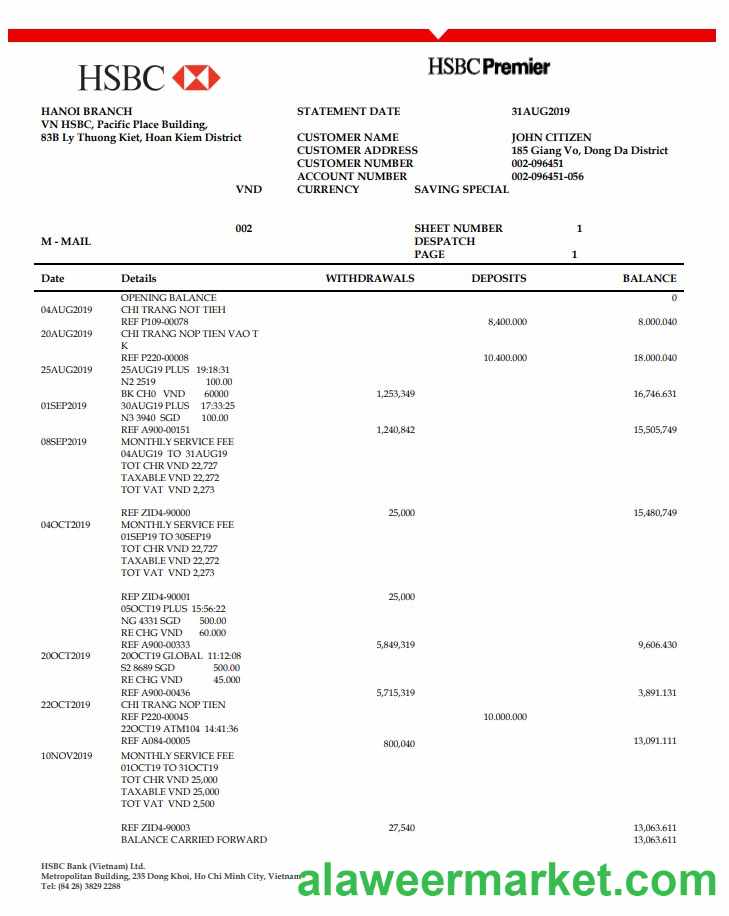 HSBC
HSBC Premier
HANOI BRANCH STATEMENT DATE 31AUG2019
VN HSBC, Pacific Place Building,
83B Ly Thuong Kiet, Hoan Kiem District CUSTOMER NAME JOHN CITIZEN
CUSTOMER ADDRESS 185 Giang Vo, Dong Da District
CUSTOMER NUMBER 002-096451
ACCOUNT NUMBER 002-096451-056
VND CURRENCY SAVING SPECIAL
002 SHEET NUMBER 1
M - MAIL DESPATCH
PAGE 1
Date Details WITHDRAWALS DEPOSITS BALANCE
OPENING BALANCE 0
04AUG2019 CHI TRANG NOT TIEH
REF P109-00078 8,400.000 8.000.040
20AUG2019 CHI TRANG NOP TIEN VAO T
K
REF P220-00008 10.400.000 18.000.040
25AUG2019 25AUG19 PLUS 19:18:31
N2 2519 100.00
BK CH0 VND 60000 1,253,349 16,746.631
01SEP2019 30AUG19 PLUS 17:33:25
N3 3940 SGD 100.00
REF A900-00151 1,240,842 15,505,749
08SEP2019 MONTHLY SERVICE FEE
04AUG19 TO 31AUG19
TOT CHR VND 22,727
TAXABLE VND 22,272
TOT VAT VND 2,273
REF ZID4-90000 25,000 15,480,749
04OCT2019 MONTHLY SERVICE FEE
01SEP19 TO 30SEP19
TOT CHR VND 22,727
TAXABLE VND 22,272
TOT VAT VND 2,273
REP ZID4-90001 25,000
05OCT19 PLUS 15:56:22
NG 4331 SGD 500.00
RE CHG VND 60.000
REF A900-00333 5,849,319 9,606.430
20OCT2019 20OCT19 GLOBAL 11:12:08
S2 8689 SGD 500.00
RE CHG VND 45.000
REF A900-00436 5,715,319 3,891.131
22OCT2019 CHI TRANG NOP TIEN
REF P220-00045 10.000.000
22OCT19 ATM104 14:41:36
REF A084-00005 800,040 13,091.111
10NOV2019 MONTHLY SERVICE FEE
01OCT19 TO 31OCT19
TOT CHR VND 25,000
TAXABLE VND 25,000
TOT VAT VND 2,500
REF ZID4-90003 27,540 13,063.611
BALANCE CARRIED FORWARD 13,063.611
HSBC Bank (Vietnam) Ltd.
Metropolitan Building, 235 Dong Khoi, Ho Chi Minh City, Vietnam
Tel: (84 28) 3829 2288
alaweermarket.com